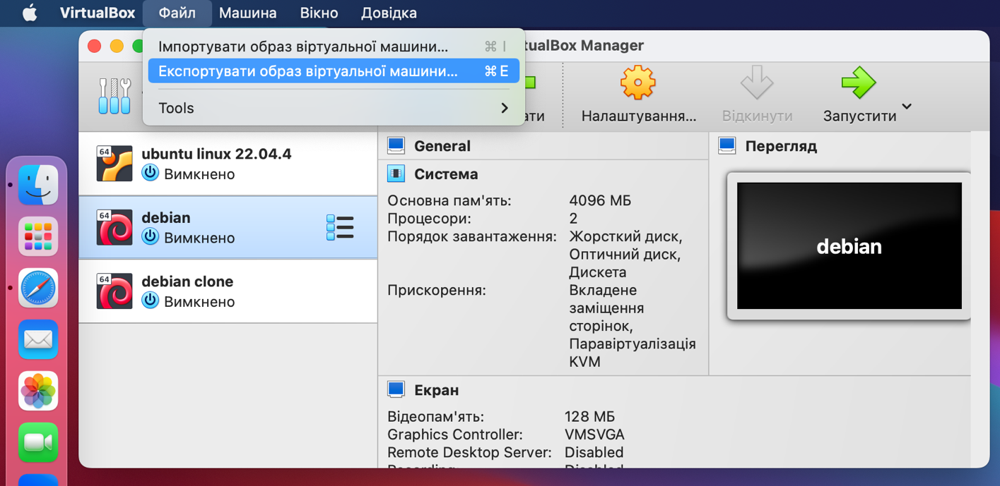 VirtualBox Файл Машина Вікно Довідка
Імпортувати образ віртуальної машини... ⌘ I
Експортувати образ віртуальної машини... ⌘ E
Tools
tualBox Manager
ати Налаштування... Відкинути Запустити
64
ubuntu linux 22.04.4
Вимкнено
64
debian
Вимкнено
64
debian clone
Вимкнено
General
Система
Основна пам'ять: 4096 МБ
Процесори: 2
Порядок завантаження: Жорсткий диск,
Оптичний диск,
Дискета
Прискорення: Вкладене
заміщення
сторінок,
Паравіртуалізація
KVM
Перегляд
debian
Екран
Відеопам'ять: 128 МБ
Graphics Controller: VMSVGA
Remote Desktop Server: Disabled
Recording: Disabled